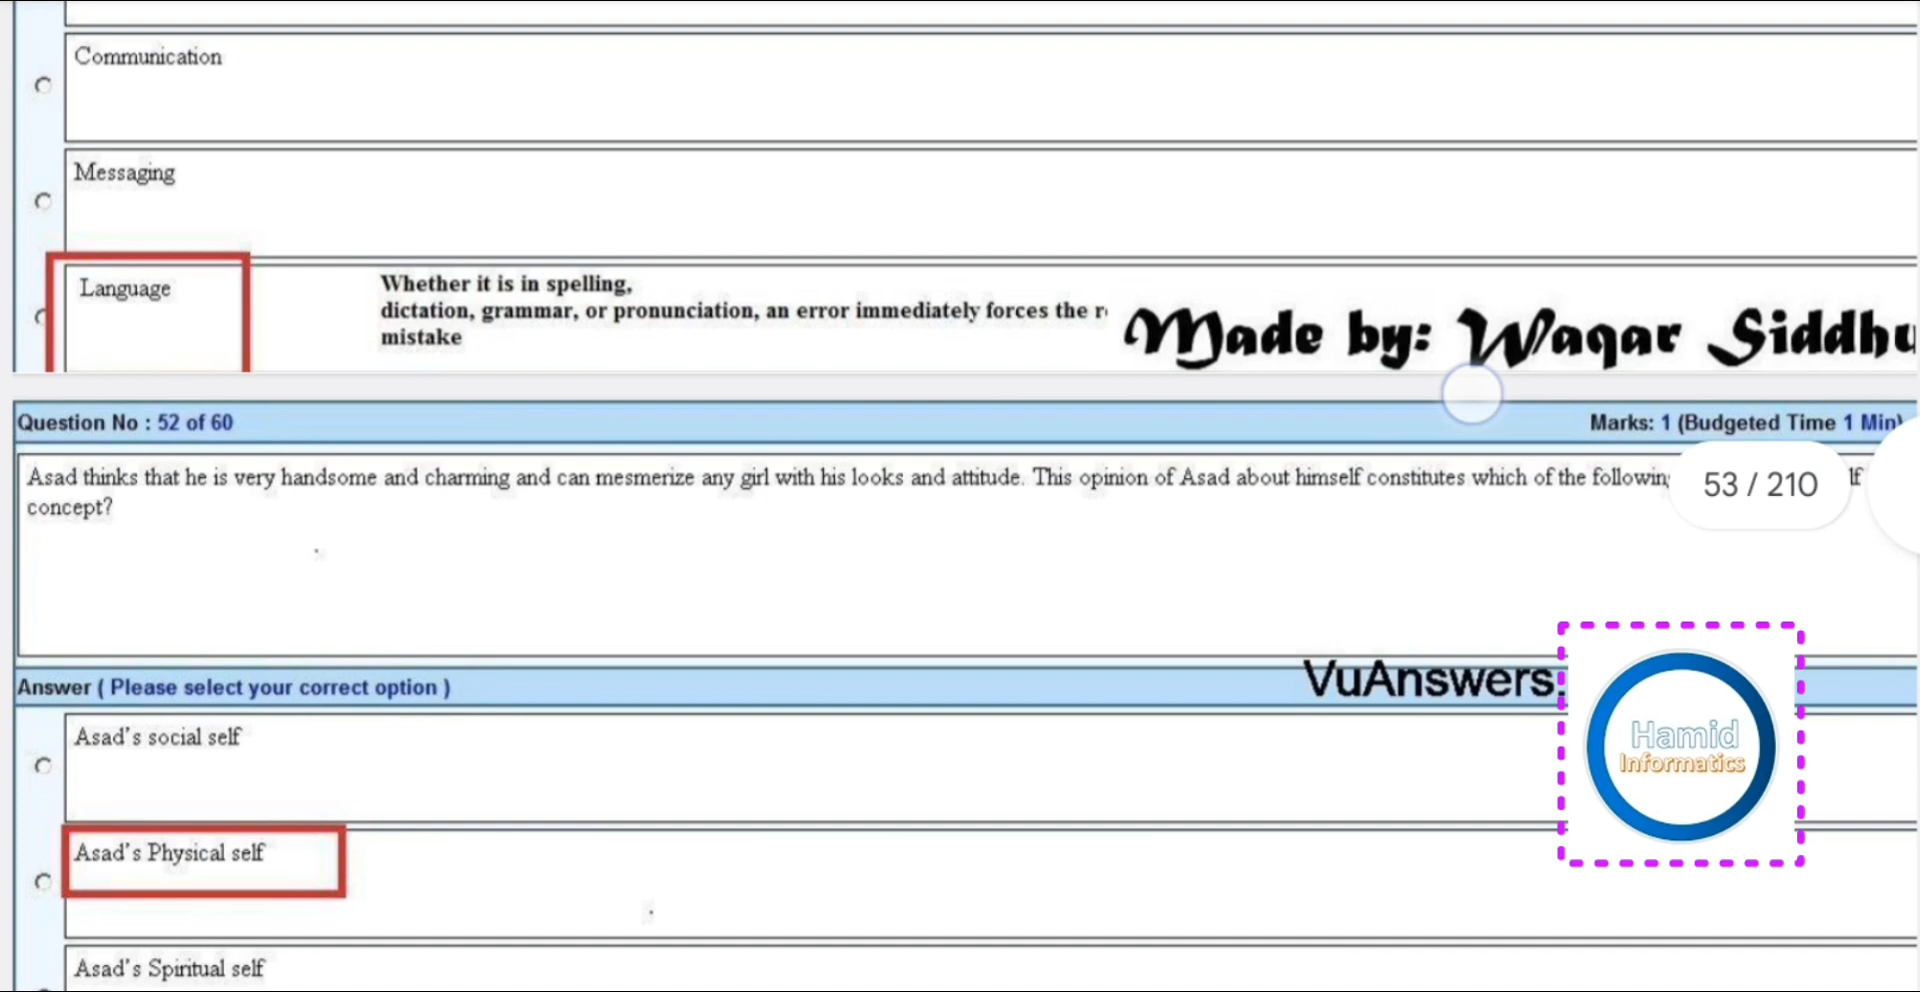 Communication
Messaging
Language
Whether it is in spelling,
dictation, grammar, or pronunciation, an error immediately forces the
mistake
Made by: Waqar
Question No : 52 of 60
Marks: 1 (Budgeted Time 1 Min)
Asad thinks that he is very handsome and charming and can mesmerize any girl with his looks and attitude. This opinion of Asad about himself constitutes which of the
concept?
53 / 210
Answer ( Please select your correct option )
VuAnswers.
Asad's social self
Hamid
Informatics
Asad's Physical self
Asad's Spiritual self